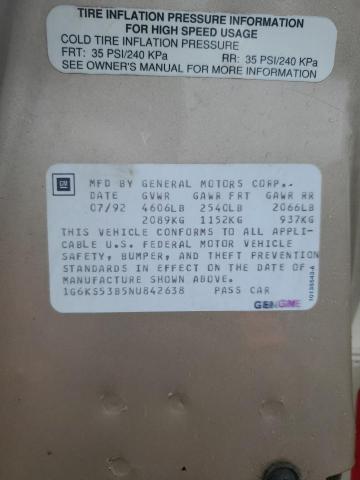 TIRE INFLATION PRESSURE INFORMATION
FOR HIGH SPEED USAGE
COLD TIRE INFLATION PRESSURE
FRT: 35 PSI/240 KPa RR: 35 PSI/240 KPa
SEE OWNER'S MANUAL FOR MORE INFORMATION
GM
MFD BY GENERAL MOTORS CORP..
DATE GVWR GAWR FRT GAWR RR
07/92 4606LB 2540LB 2066LB
2089KG 1152KG 937KG
THIS VEHICLE CONFORMS TO ALL APPLI-
CABLE U.S. FEDERAL MOTOR VEHICLE
SAFETY, BUMPER, AND THEFT PREVENTION
STANDARDS IN EFFECT ON THE DATE OF
MANUFACTURE SHOWN ABOVE.
1G6KS53B5NU842638 PASS CAR